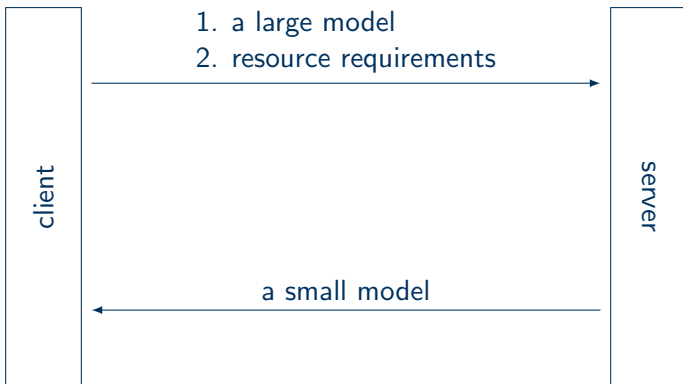 1. a large model
2. resource requirements
client
server
a small model